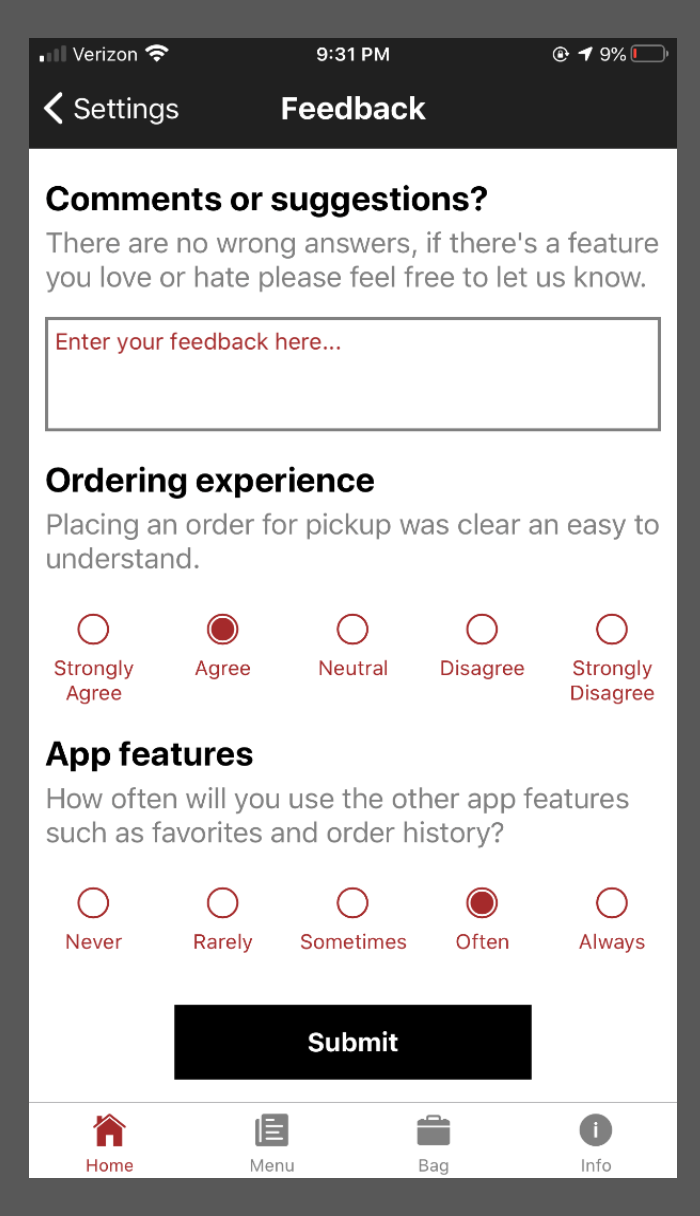 Verizon 9:31 PM 9%
Settings Feedback
Comments or suggestions?
There are no wrong answers, if there's a feature
you love or hate please feel free to let us know.
Enter your feedback here...
Ordering experience
Placing an order for pickup was clear an easy to
understand.
Strongly Agree Agree Neutral Disagree Strongly Disagree
App features
How often will you use the other app features
such as favorites and order history?
Never Rarely Sometimes Often Always
Submit
Home Menu Bag Info